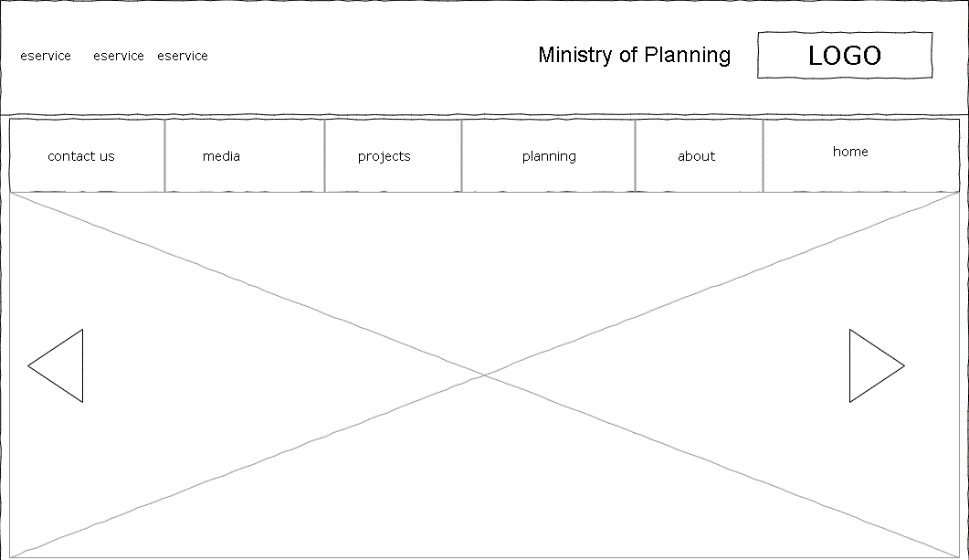 eservice eservice eservice
Ministry of Planning
LOGO
contact us media projects planning about home